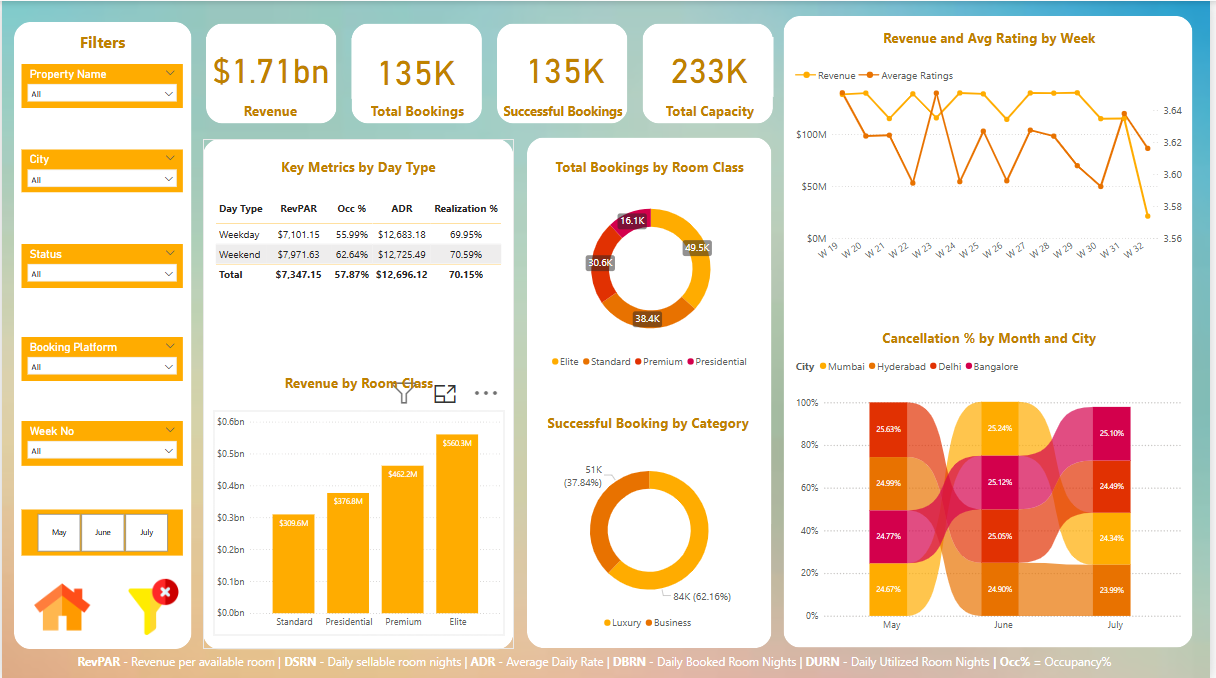 Filters
Property Name
All
City
All
Status
All
Booking Platform
All
Week No
All
May June July
$1.71bn
Revenue
135K
Total Bookings
135K
Successful Bookings
233K
Total Capacity
Key Metrics by Day Type
Day Type RevPAR Occ % ADR Realization %
Weekday $7,101.15 55.99% $12,683.18 69.95%
Weekend $7,971.63 62.64% $12,725.49 70.59%
Total $7,347.15 57.87% $12,696.12 70.15%
Revenue by Room Class
$0.6bn
$0.5bn
$0.4bn
$0.3bn
$0.2bn
$0.1bn
$0.0bn
$309.6M $376.8M $462.2M $560.3M
Standard Presidential Premium Elite
Total Bookings by Room Class
16.1K
49.5K
30.6K
38.4K
Elite Standard Premium Presidential
Successful Booking by Category
51K
(37.84%)
84K (62.16%)
Luxury Business
Revenue and Avg Rating by Week
Revenue Average Ratings
$100M
$50M
$0M
3.64
3.62
3.60
3.58
3.56
W 19 W 20 W 21 W 22 W 23 W 24 W 25 W 26 W 27 W 28 W 29 W 30 W 31 W 32
Cancellation % by Month and City
City Mumbai Hyderabad Delhi Bangalore
100%
80%
60%
40%
20%
0%
25.63% 25.24% 25.10%
24.99% 25.12% 24.49%
24.77% 25.05% 24.34%
24.67% 24.90% 23.99%
May June July
RevPAR - Revenue per available room | DSRN - Daily sellable room nights | ADR - Average Daily Rate | DBRN - Daily Booked Room Nights | DURN - Daily Utilized Room Nights | Occ% = Occupancy%